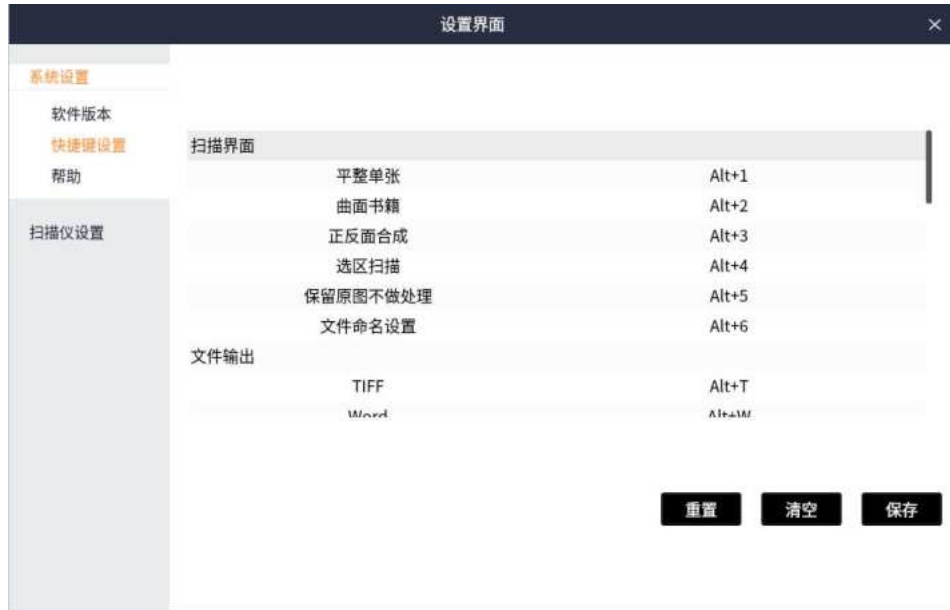 设置界面 ×
系统设置
软件版本
快捷键设置
帮助
扫描仪设置
扫描界面
平整单张 Alt+1
曲面书籍 Alt+2
正反面合成 Alt+3
选区扫描 Alt+4
保留原图不做处理 Alt+5
文件命名设置 Alt+6
文件输出
TIFF Alt+T
Word Alt+W
重置 清空 保存